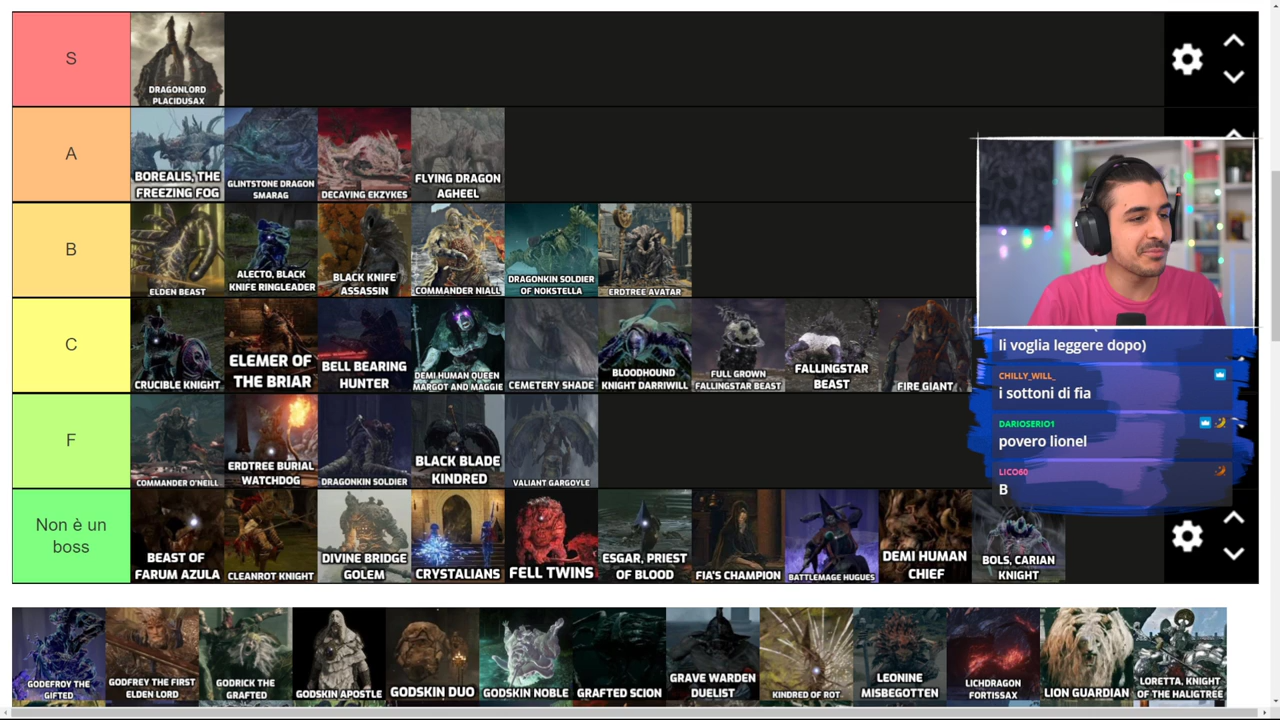 S
DRAGONLORD
PLACIDUSAX
A
BOREALIS, THE
FREEZING FOG
GLINTSTONE DRAGON
SMARAG
DECAYING EKZYKES
FLYING DRAGON
AGHEEL
B
ELDEN BEAST
ALECTO, BLACK
KNIFE RINGLEADER
BLACK KNIFE
ASSASSIN
COMMANDER NIALL
DRAGONKIN SOLDIER
OF NOKSTELLA
ERDTREE AVATAR
C
CRUCIBLE KNIGHT
ELEMER OF
THE BRIAR
BELL BEARING
HUNTER
DEMI HUMAN QUEEN
MARGOT AND MAGGIE
CEMETERY SHADE
BLOODHOUND
KNIGHT DARRIWILL
FULL GROWN
FALLINGSTAR BEAST
FALLINGSTAR
BEAST
FIRE GIANT
li voglia leggere dopo)
CHILLY_WILL_
i sottoni di fia
DARIOSERIO1
povero lionel
LICO60
B
F
COMMANDER O'NEILL
ERDTREE BURIAL
WATCHDOG
DRAGONKIN SOLDIER
BLACK BLADE
KINDRED
VALIANT GARGOYLE
Non è un
boss
BEAST OF
FARUM AZULA
CLEANROT KNIGHT
DIVINE BRIDGE
GOLEM
CRYSTALIANS
FELL TWINS
ESGAR, PRIEST
OF BLOOD
FIA'S CHAMPION
BATTLEMAGE HUGUES
DEMI HUMAN
CHIEF
BOLS, CARIAN
KNIGHT
GODEFROY THE
GIFTED
GODFREY THE FIRST
ELDEN LORD
GODRICK THE
GRAFTED
GODSKIN APOSTLE
GODSKIN DUO
GODSKIN NOBLE
GRAFTED SCION
GRAVE WARDEN
DUELIST
KINDRED OF ROT
LEONINE
MISBEGOTTEN
LICHDRAGON
FORTISSAX
LION GUARDIAN
LORETTA, KNIGHT
OF THE HALIGTREE